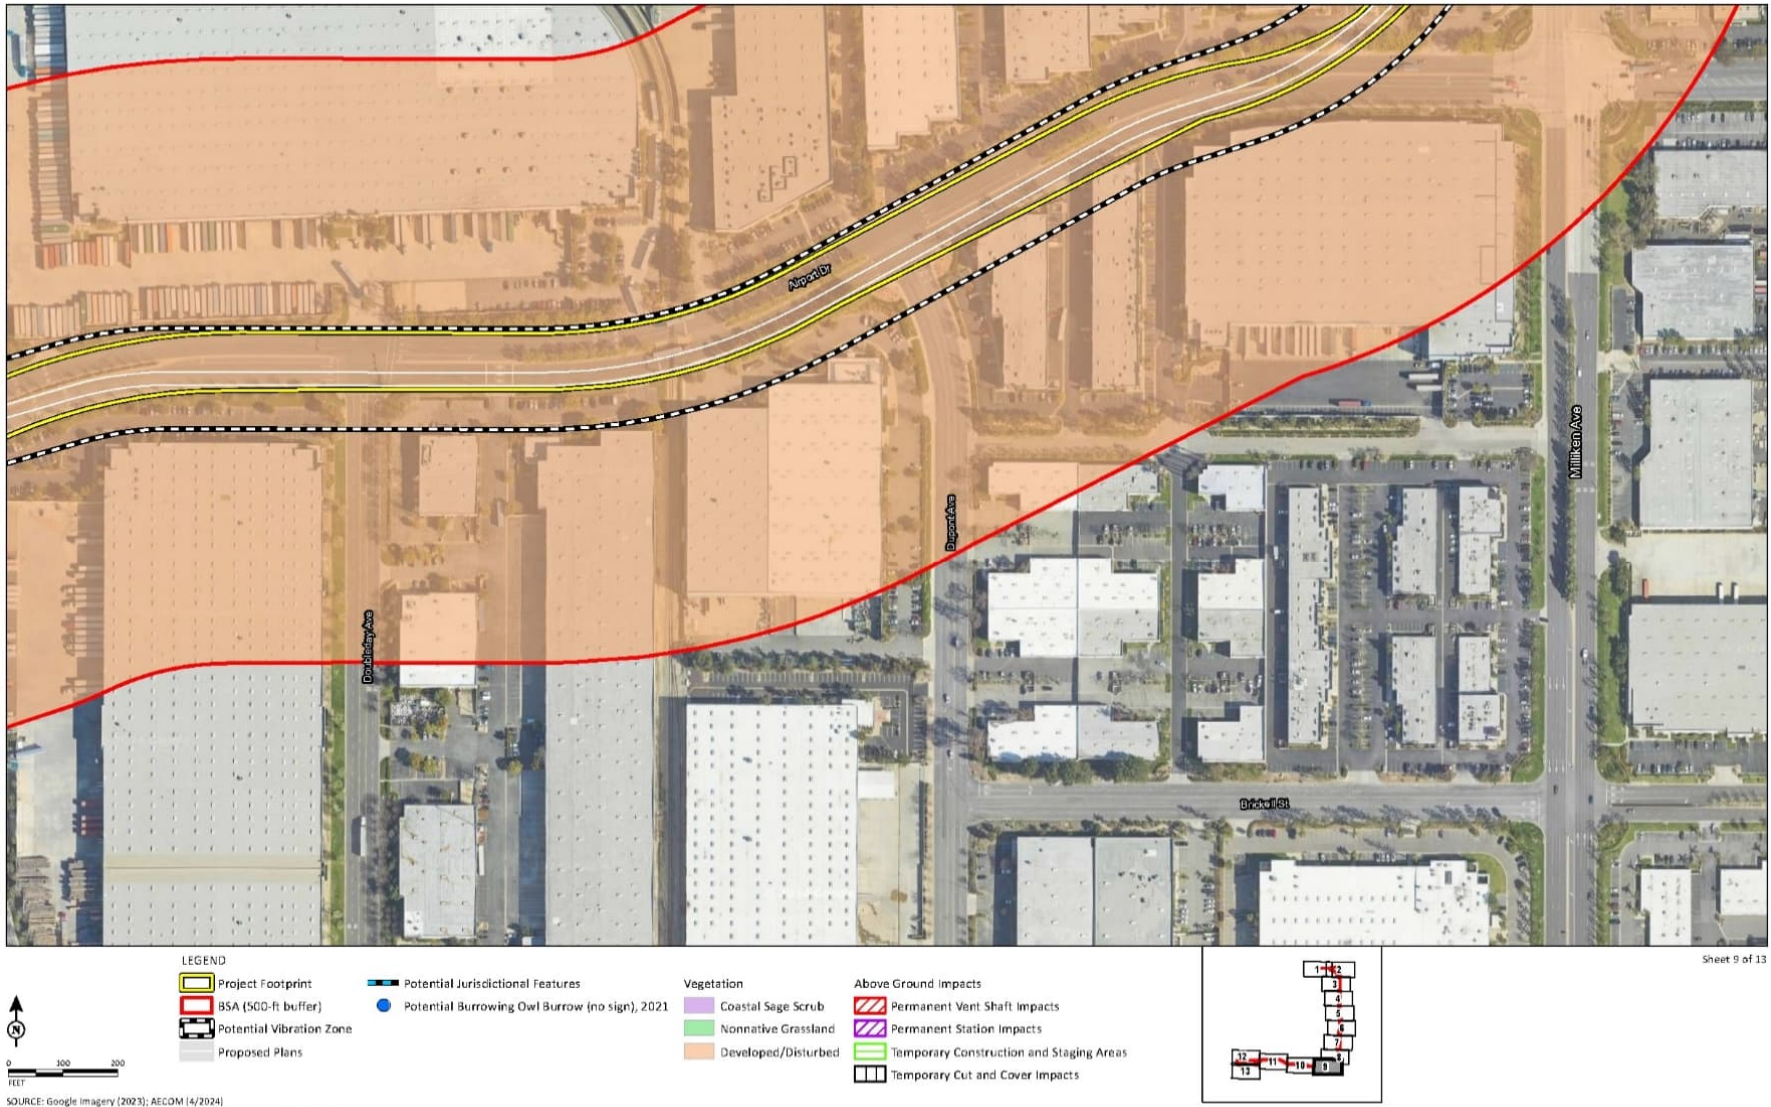 Airport Dr
Milliken Ave
Dupont Ave
Doubleday Ave
Brickell St
Sheet 9 of 13
LEGEND
Project Footprint
BSA (500-ft buffer)
Potential Vibration Zone
Proposed Plans
Potential Jurisdictional Features
Potential Burrowing Owl Burrow (no sign), 2021
Vegetation
Coastal Sage Scrub
Nonnative Grassland
Developed/Disturbed
Above Ground Impacts
Permanent Vent Shaft Impacts
Permanent Station Impacts
Temporary Construction and Staging Areas
Temporary Cut and Cover Impacts
N
0 100 200
FEET
1 2
3
4
5
6
7
8
12 11 10 9
13
SOURCE: Google Imagery (2023); AECOM (4/2024)